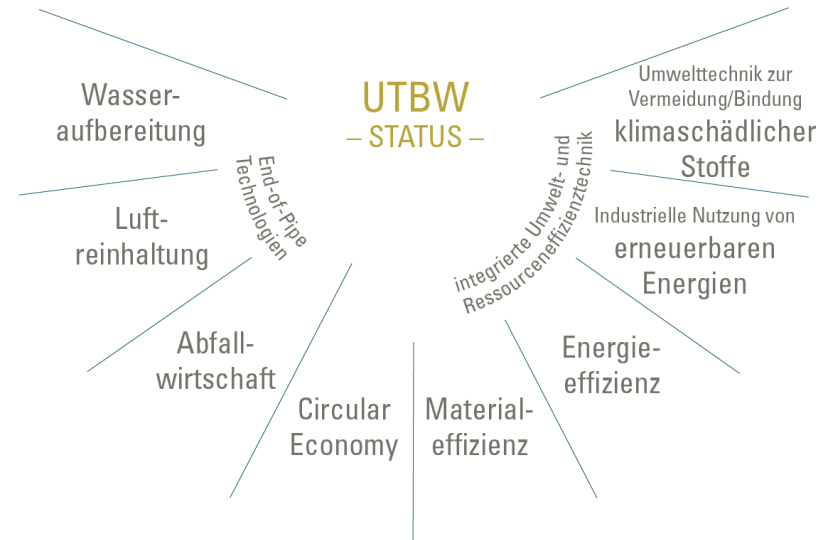 UTBW
– STATUS –
Wasser-
aufbereitung
Luft-
reinhaltung
Abfall-
wirtschaft
End-of-Pipe
Technologien
Circular
Economy
Material-
effizienz
Energie-
effizienz
Industrielle Nutzung von
erneuerbaren
Energien
Umwelttechnik zur
Vermeidung/Bindung
klimaschädlicher
Stoffe
integrierte Umwelt- und
Ressourceneffizienztechnik